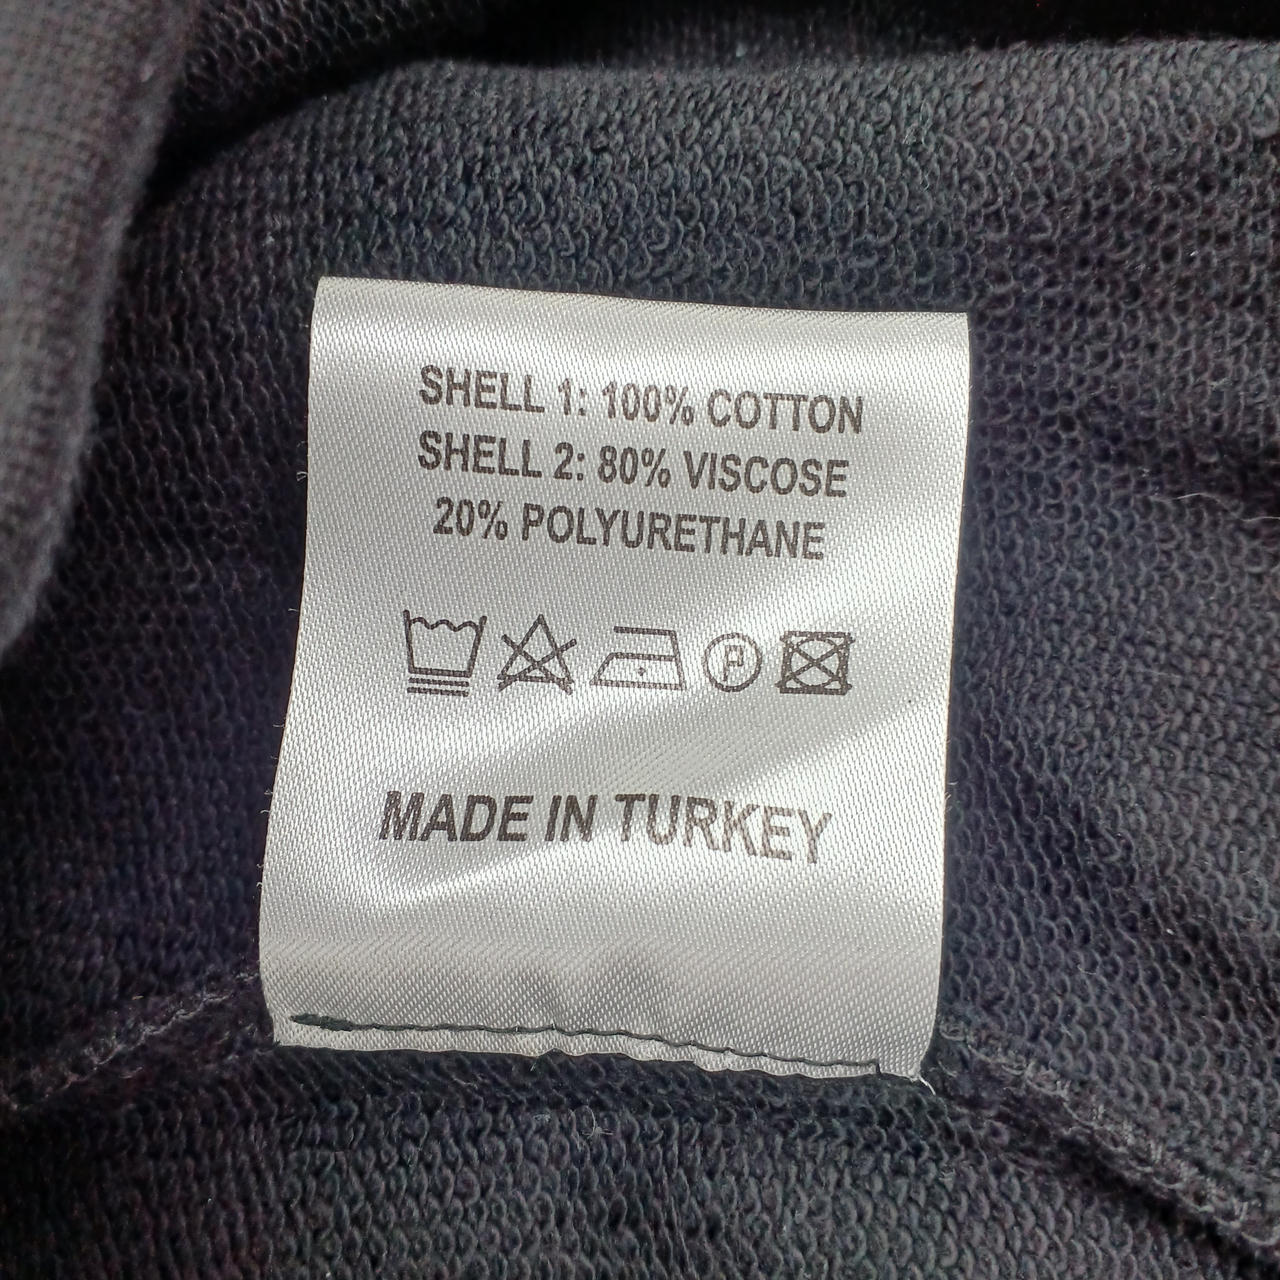 SHELL 1: 100% COTTON
SHELL 2: 80% VISCOSE
20% POLYURETHANE
P
MADE IN TURKEY